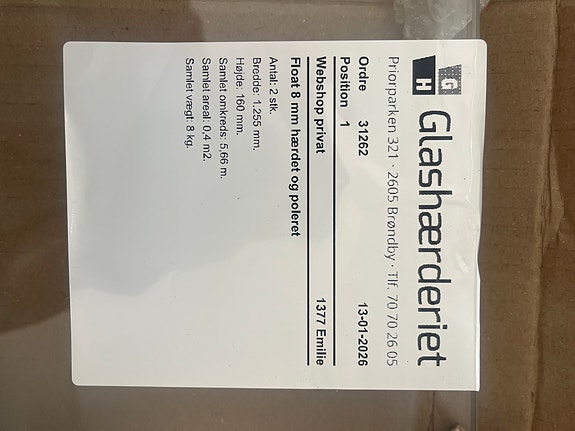 G H Glashærderiet
Priorparken 321 · 2605 Brøndby · Tlf. 70 70 26 05
Ordre 31262 13-01-2026
Position 1
Webshop privat 1377 Emilie
Float 8 mm hærdet og poleret
Antal: 2 stk.
Bredde: 1.255 mm.
Højde: 160 mm.
Samlet omkreds: 5,66 m.
Samlet areal: 0,4 m2.
Samlet vægt: 8 kg.